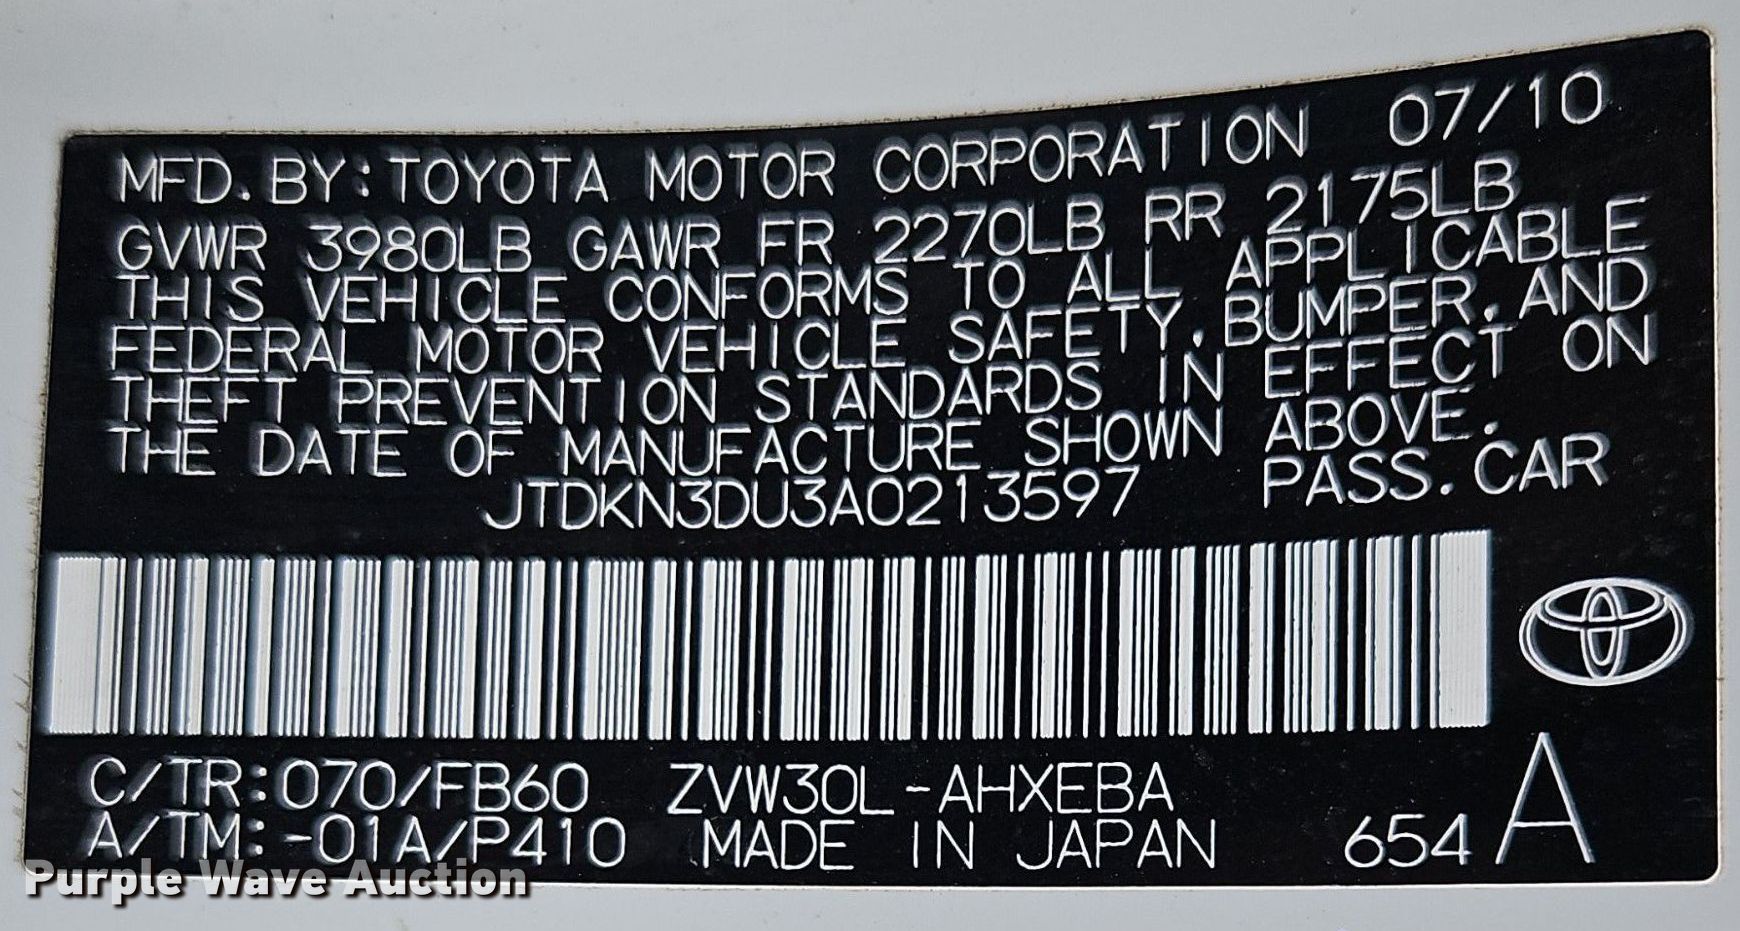 MFD. BY: TOYOTA MOTOR CORPORATION 07/10
GVWR 3980LB GAWR FR 2270LB RR 2175LB
THIS VEHICLE CONFORMS TO ALL APPLICABLE
FEDERAL MOTOR VEHICLE SAFETY, BUMPER, AND
THEFT PREVENTION STANDARDS IN EFFECT ON
THE DATE OF MANUFACTURE SHOWN ABOVE.
JTDKN3DU3A0213597 PASS. CAR
C/TR:070/FB60 ZVW30L-AHXEBA
A/TM:-01A/P410 MADE IN JAPAN 654 A
Purple Wave Auction